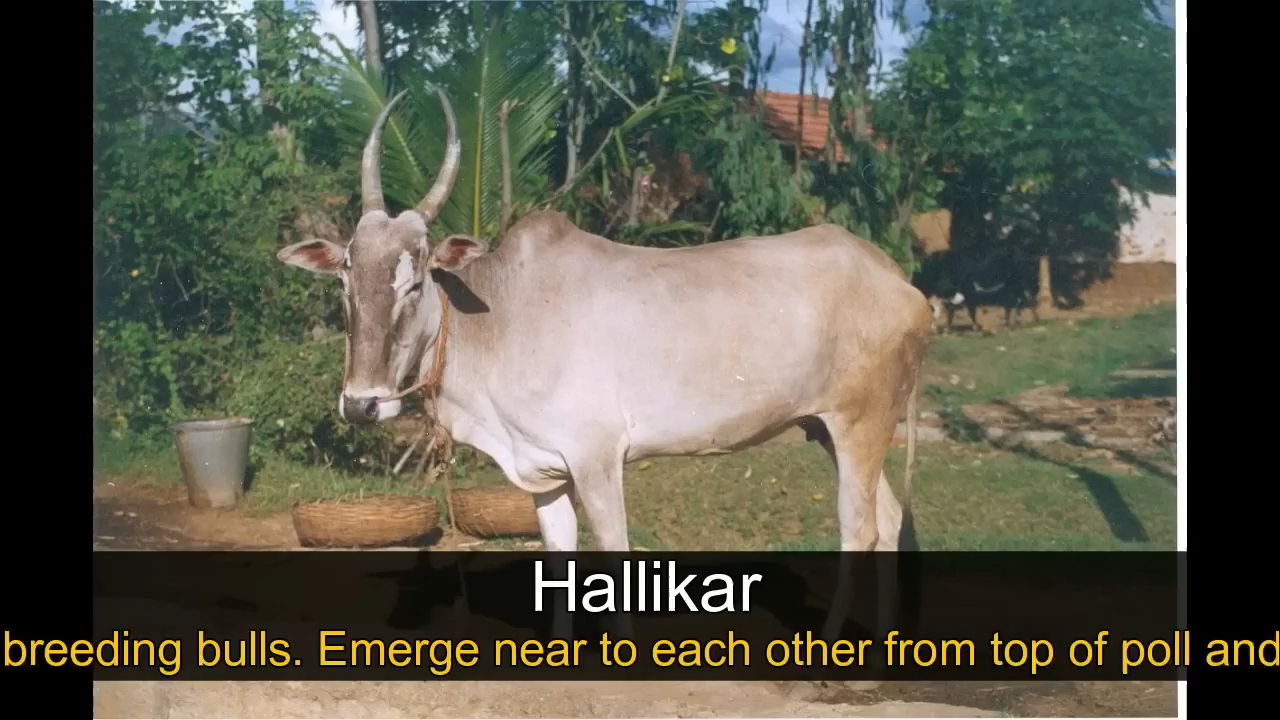 Hallikar
breeding bulls. Emerge near to each other from top of poll and